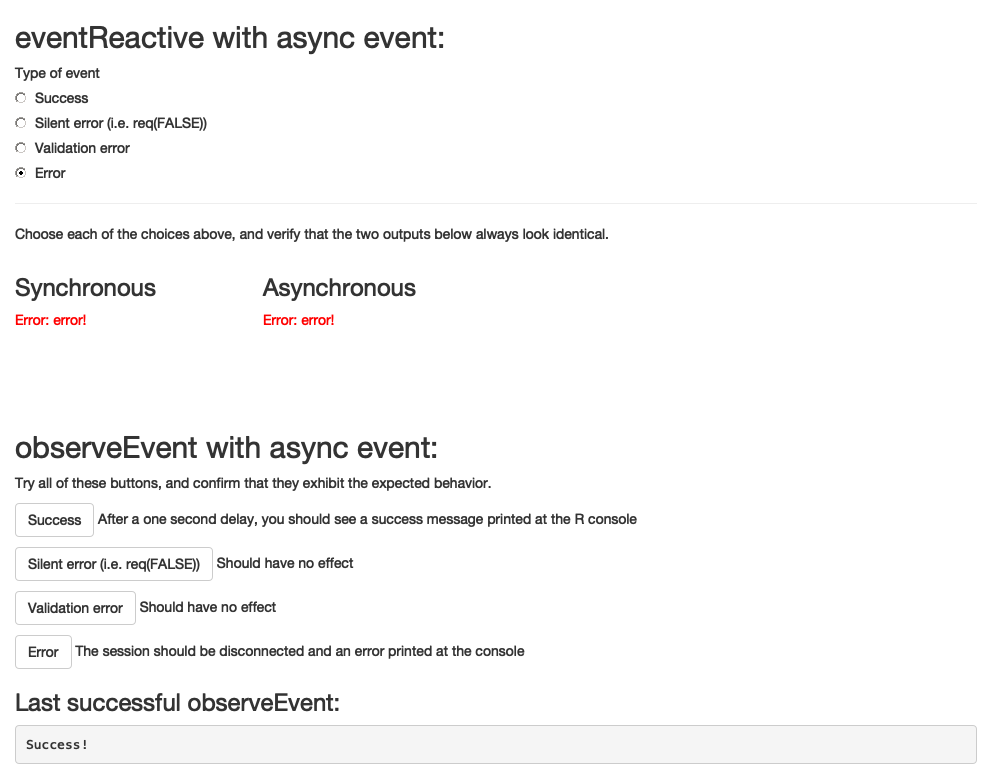 eventReactive with async event:
Type of event
Success
Silent error (i.e. req(FALSE))
Validation error
Error
Choose each of the choices above, and verify that the two outputs below always look identical.
Synchronous Asynchronous
Error: error! Error: error!
observeEvent with async event:
Try all of these buttons, and confirm that they exhibit the expected behavior.
Success After a one second delay, you should see a success message printed at the R console
Silent error (i.e. req(FALSE)) Should have no effect
Validation error Should have no effect
Error The session should be disconnected and an error printed at the console
Last successful observeEvent:
Success!